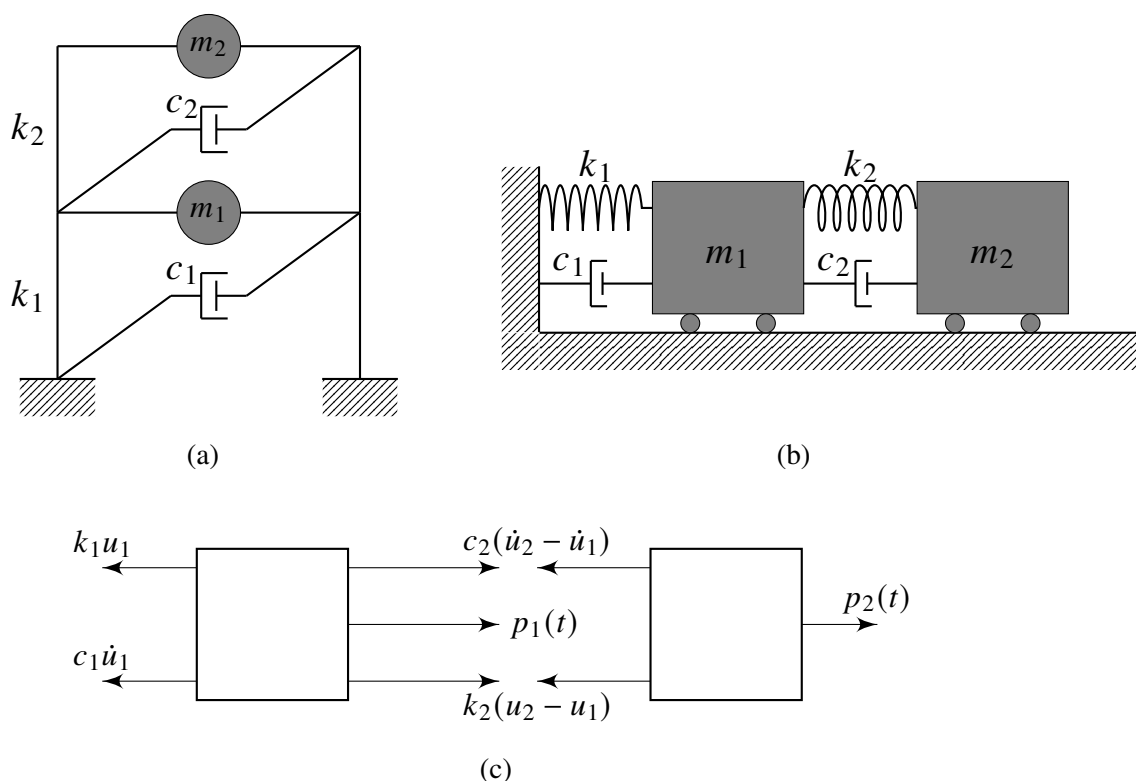 m₂
c₂
k₂
m₁
c₁
k₁
(a)
k₁ k₂
m₁ m₂
c₁ c₂
(b)
k₁u₁ c₂(u̇₂ − u̇₁)
p₁(t) p₂(t)
c₁u̇₁
k₂(u₂ − u₁)
(c)